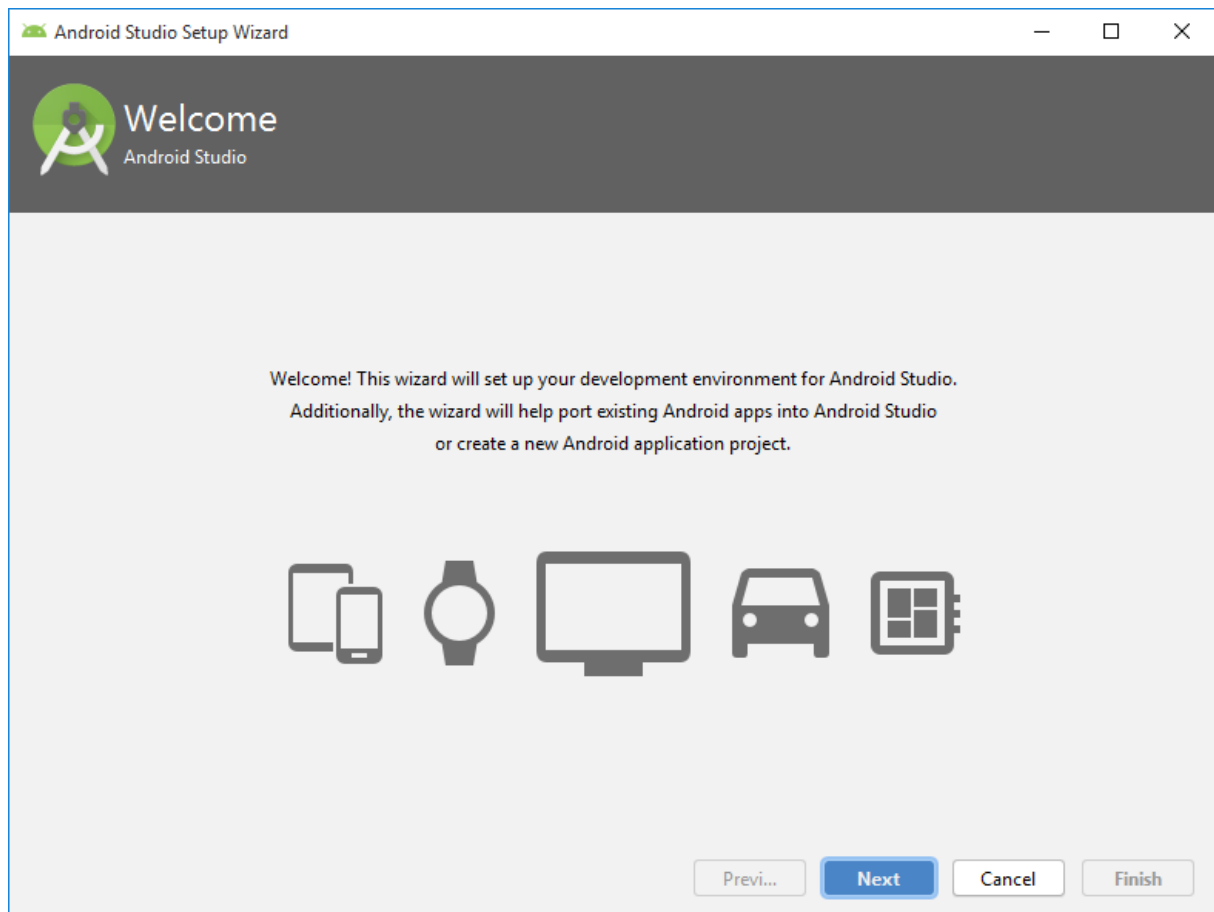 Android Studio Setup Wizard
Welcome
Android Studio
Welcome! This wizard will set up your development environment for Android Studio.
Additionally, the wizard will help port existing Android apps into Android Studio
or create a new Android application project.
Previ... Next Cancel Finish